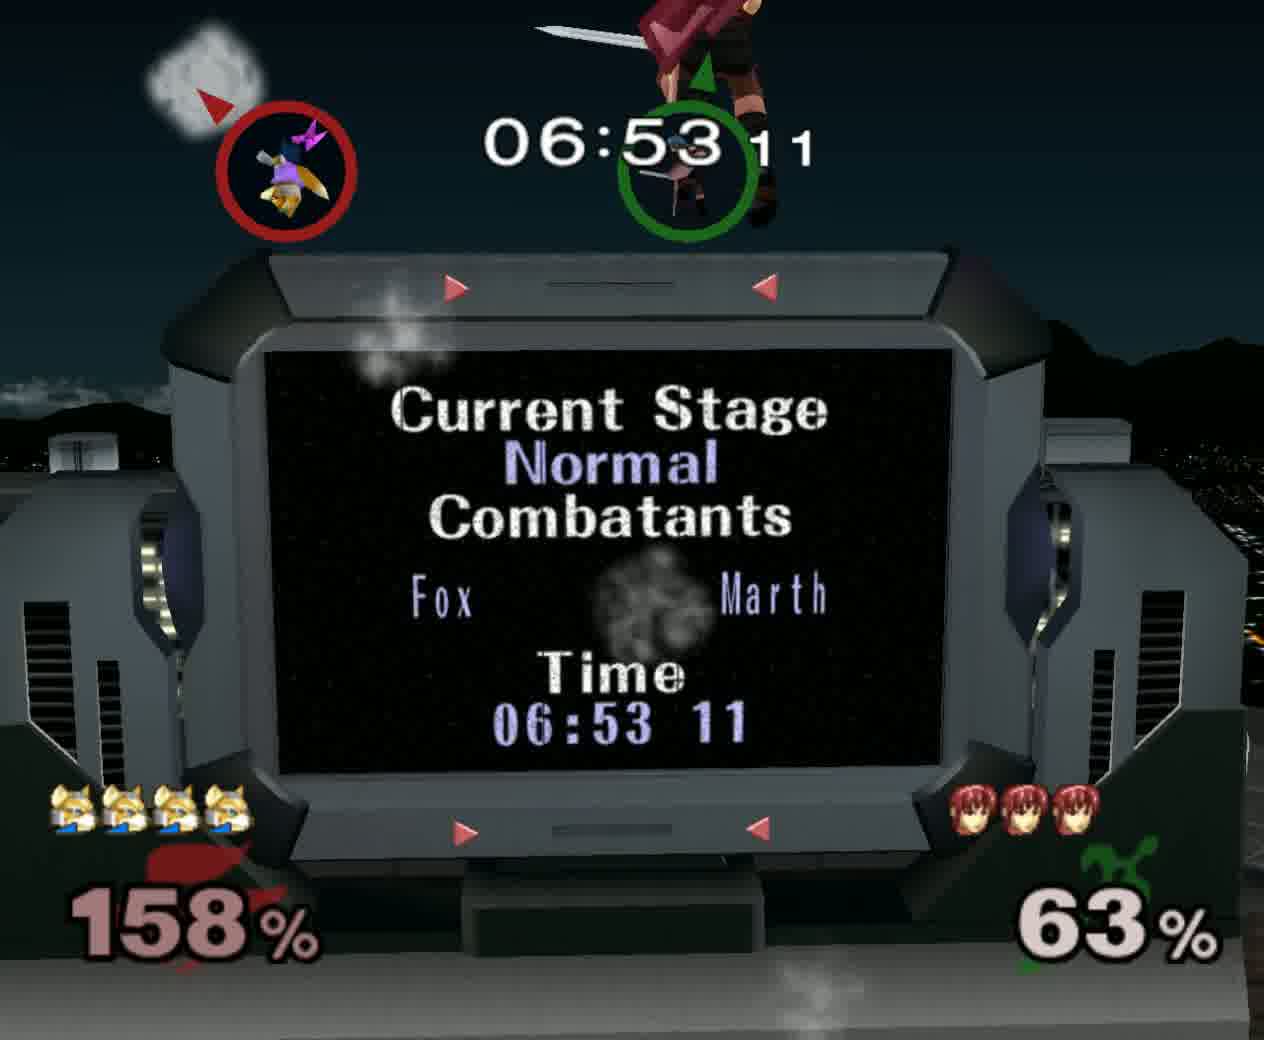 06:53 11
Current Stage
Normal
Combatants
Fox Marth
Time
06:53 11
158% 63%